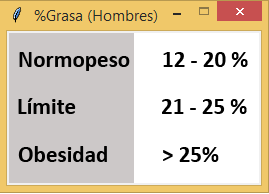 %Grasa (Hombres)
Normopeso 12 - 20 %
Límite 21 - 25 %
Obesidad > 25%